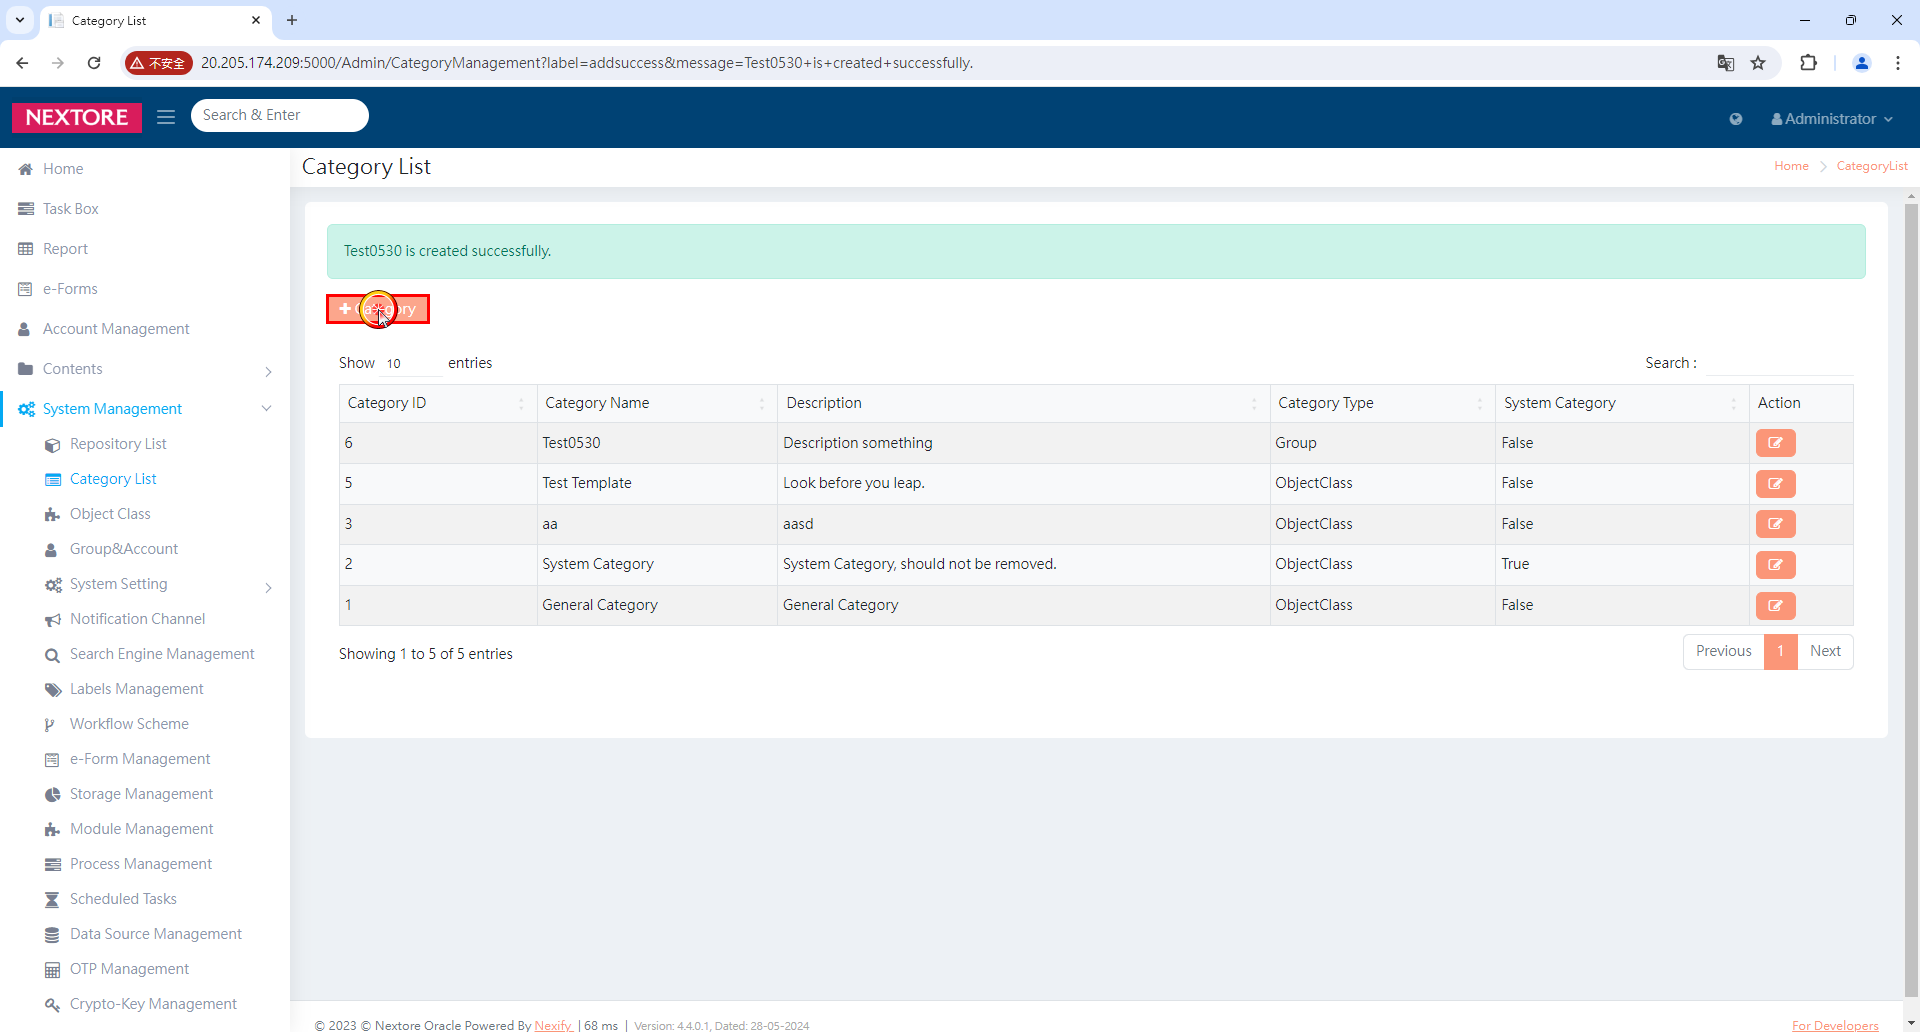 Category List
不安全 20.205.174.209:5000/Admin/CategoryManagement?label=addsuccess&message=Test0530+is+created+successfully.
NEXTORE Search & Enter Administrator
Home
Task Box
Report
e-Forms
Account Management
Contents
System Management
Repository List
Category List
Object Class
Group&Account
System Setting
Notification Channel
Search Engine Management
Labels Management
Workflow Scheme
e-Form Management
Storage Management
Module Management
Process Management
Scheduled Tasks
Data Source Management
OTP Management
Crypto-Key Management
Category List Home CategoryList
Test0530 is created successfully.
Category
Show 10 entries Search :
Category ID Category Name Description Category Type System Category Action
6 Test0530 Description something Group False
5 Test Template Look before you leap. ObjectClass False
3 aa aasd ObjectClass False
2 System Category System Category, should not be removed. ObjectClass True
1 General Category General Category ObjectClass False
Showing 1 to 5 of 5 entries Previous 1 Next
© 2023 © Nextore Oracle Powered By Nexify | 68 ms | Version: 4.4.0.1, Dated: 28-05-2024 For Developers